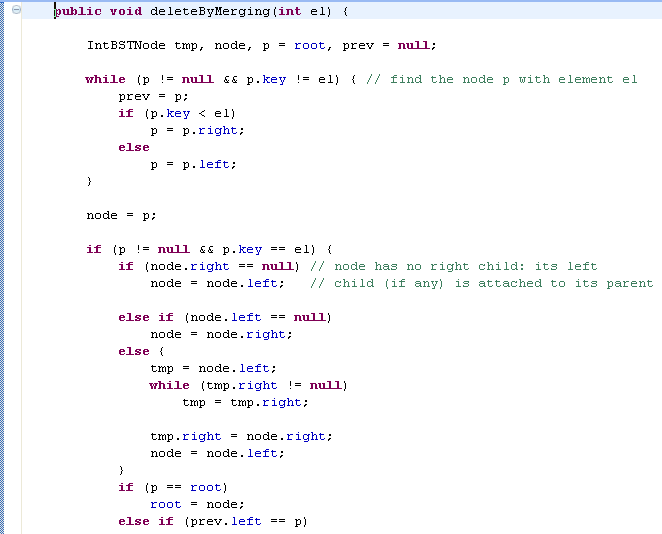 public void deleteByMerging(int el) {
IntBSTNode tmp, node, p = root, prev = null;
while (p != null && p.key != el) { // find the node p with element el
prev = p;
if (p.key < el)
p = p.right;
else
p = p.left;
}
node = p;
if (p != null && p.key == el) {
if (node.right == null) // node has no right child: its left
node = node.left; // child (if any) is attached to its parent
else if (node.left == null)
node = node.right;
else {
tmp = node.left;
while (tmp.right != null)
tmp = tmp.right;
tmp.right = node.right;
node = node.left;
}
if (p == root)
root = node;
else if (prev.left == p)